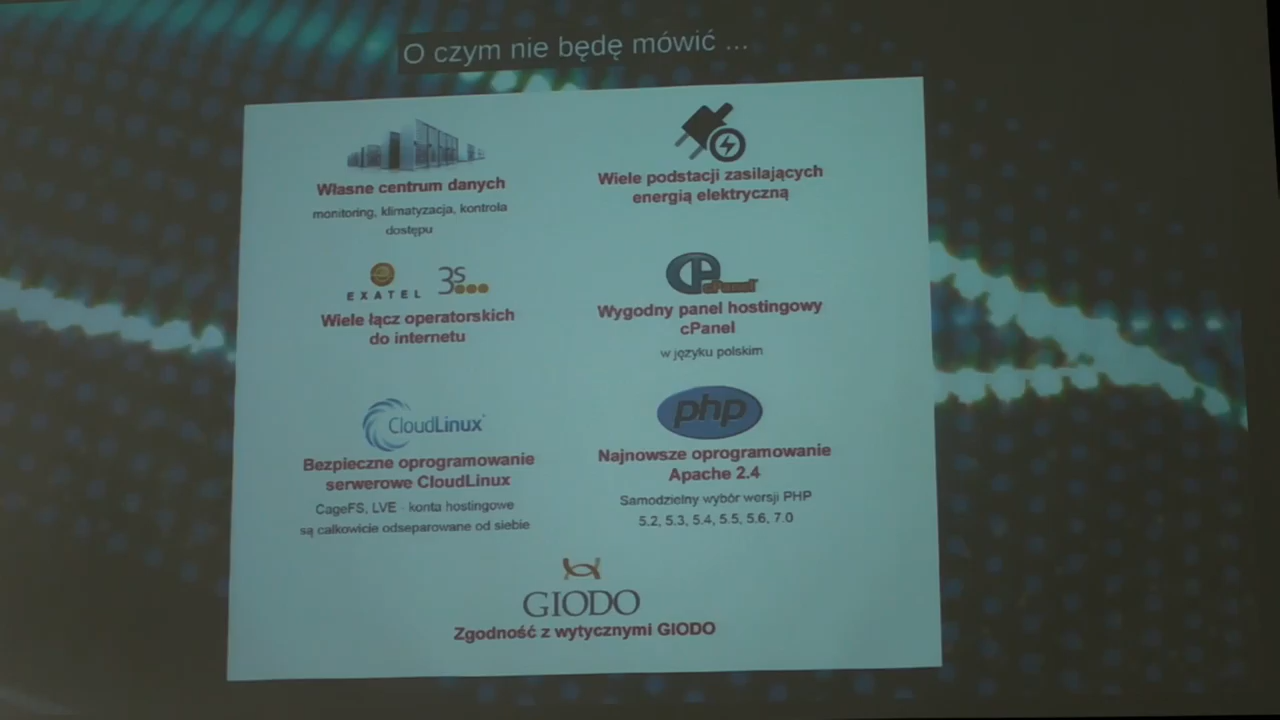 O czym nie będę mówić ...
Własne centrum danych
monitoring, klimatyzacja, kontrola
dostępu
Wiele podstacji zasilających
energią elektryczną
EXATEL 3S
Wiele łącz operatorskich
do internetu
cPanel
Wygodny panel hostingowy
cPanel
w języku polskim
CloudLinux
Bezpieczne oprogramowanie
serwerowe CloudLinux
CageFS, LVE - konta hostingowe
są całkowicie odseparowane od siebie
php
Najnowsze oprogramowanie
Apache 2.4
Samodzielny wybór wersji PHP
5.2, 5.3, 5.4, 5.5, 5.6, 7.0
GIODO
Zgodność z wytycznymi GIODO